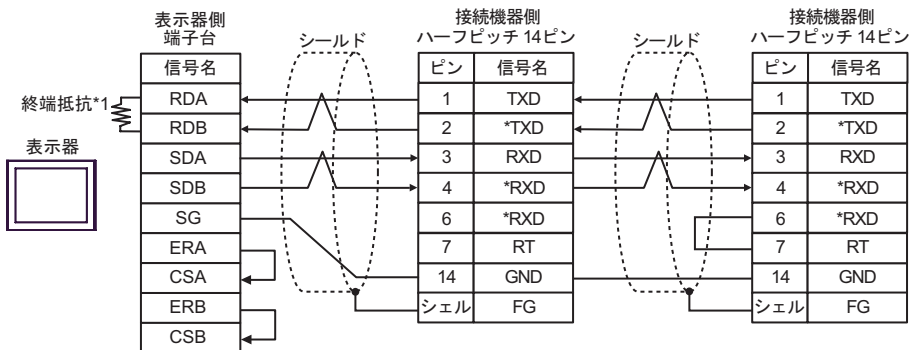 表示器側
端子台
信号名
RDA
RDB
SDA
SDB
SG
ERA
CSA
ERB
CSB
終端抵抗*1
表示器
シールド
接続機器側
ハーフピッチ 14ピン
ピン 信号名
1 TXD
2 *TXD
3 RXD
4 *RXD
6 *RXD
7 RT
14 GND
シェル FG
シールド
接続機器側
ハーフピッチ 14ピン
ピン 信号名
1 TXD
2 *TXD
3 RXD
4 *RXD
6 *RXD
7 RT
14 GND
シェル FG